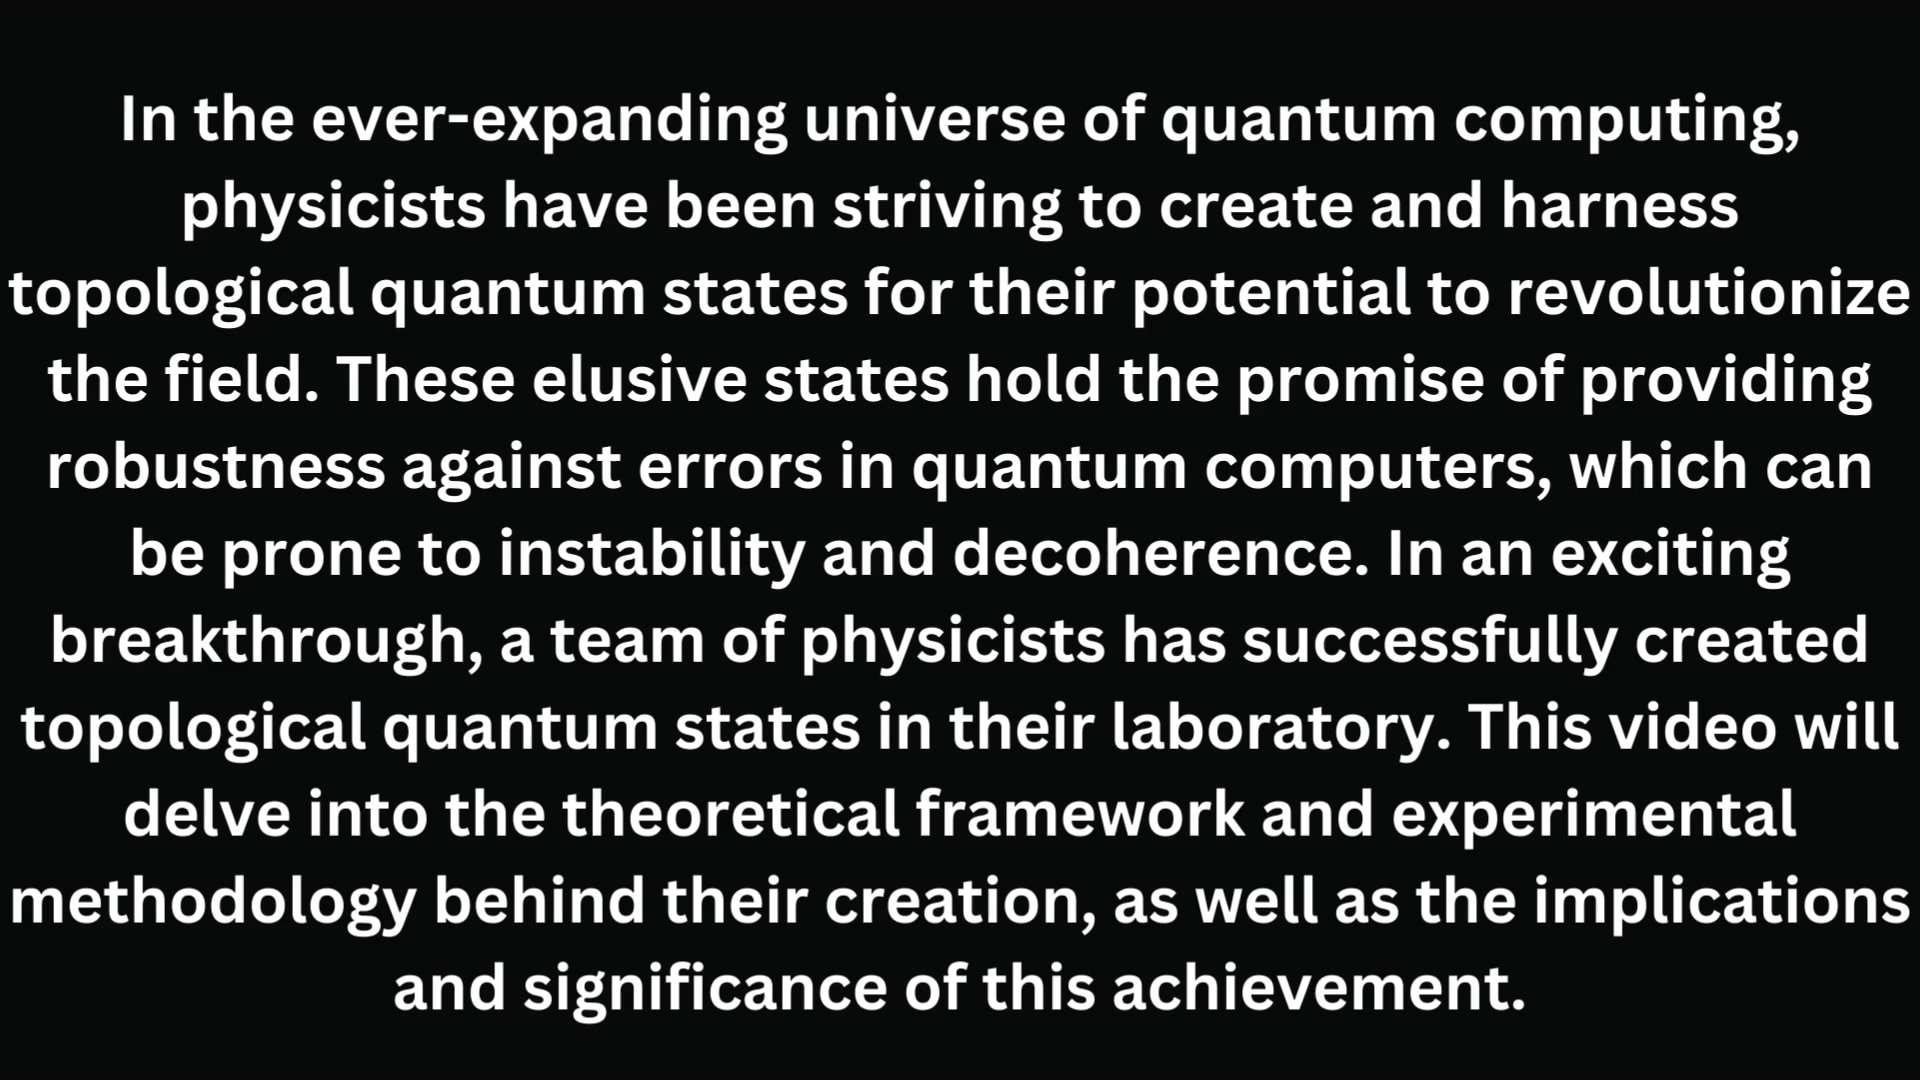 In the ever-expanding universe of quantum computing,
physicists have been striving to create and harness
topological quantum states for their potential to revolutionize
the field. These elusive states hold the promise of providing
robustness against errors in quantum computers, which can
be prone to instability and decoherence. In an exciting
breakthrough, a team of physicists has successfully created
topological quantum states in their laboratory. This video will
delve into the theoretical framework and experimental
methodology behind their creation, as well as the implications
and significance of this achievement.